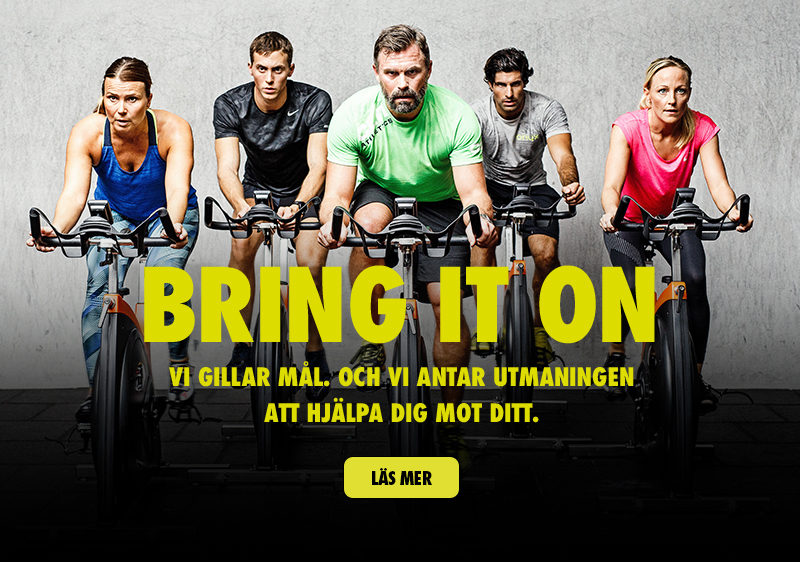 BRING IT ON
VI GILLAR MÅL. OCH VI ANTAR UTMANINGEN
ATT HJÄLPA DIG MOT DITT.
LÄS MER